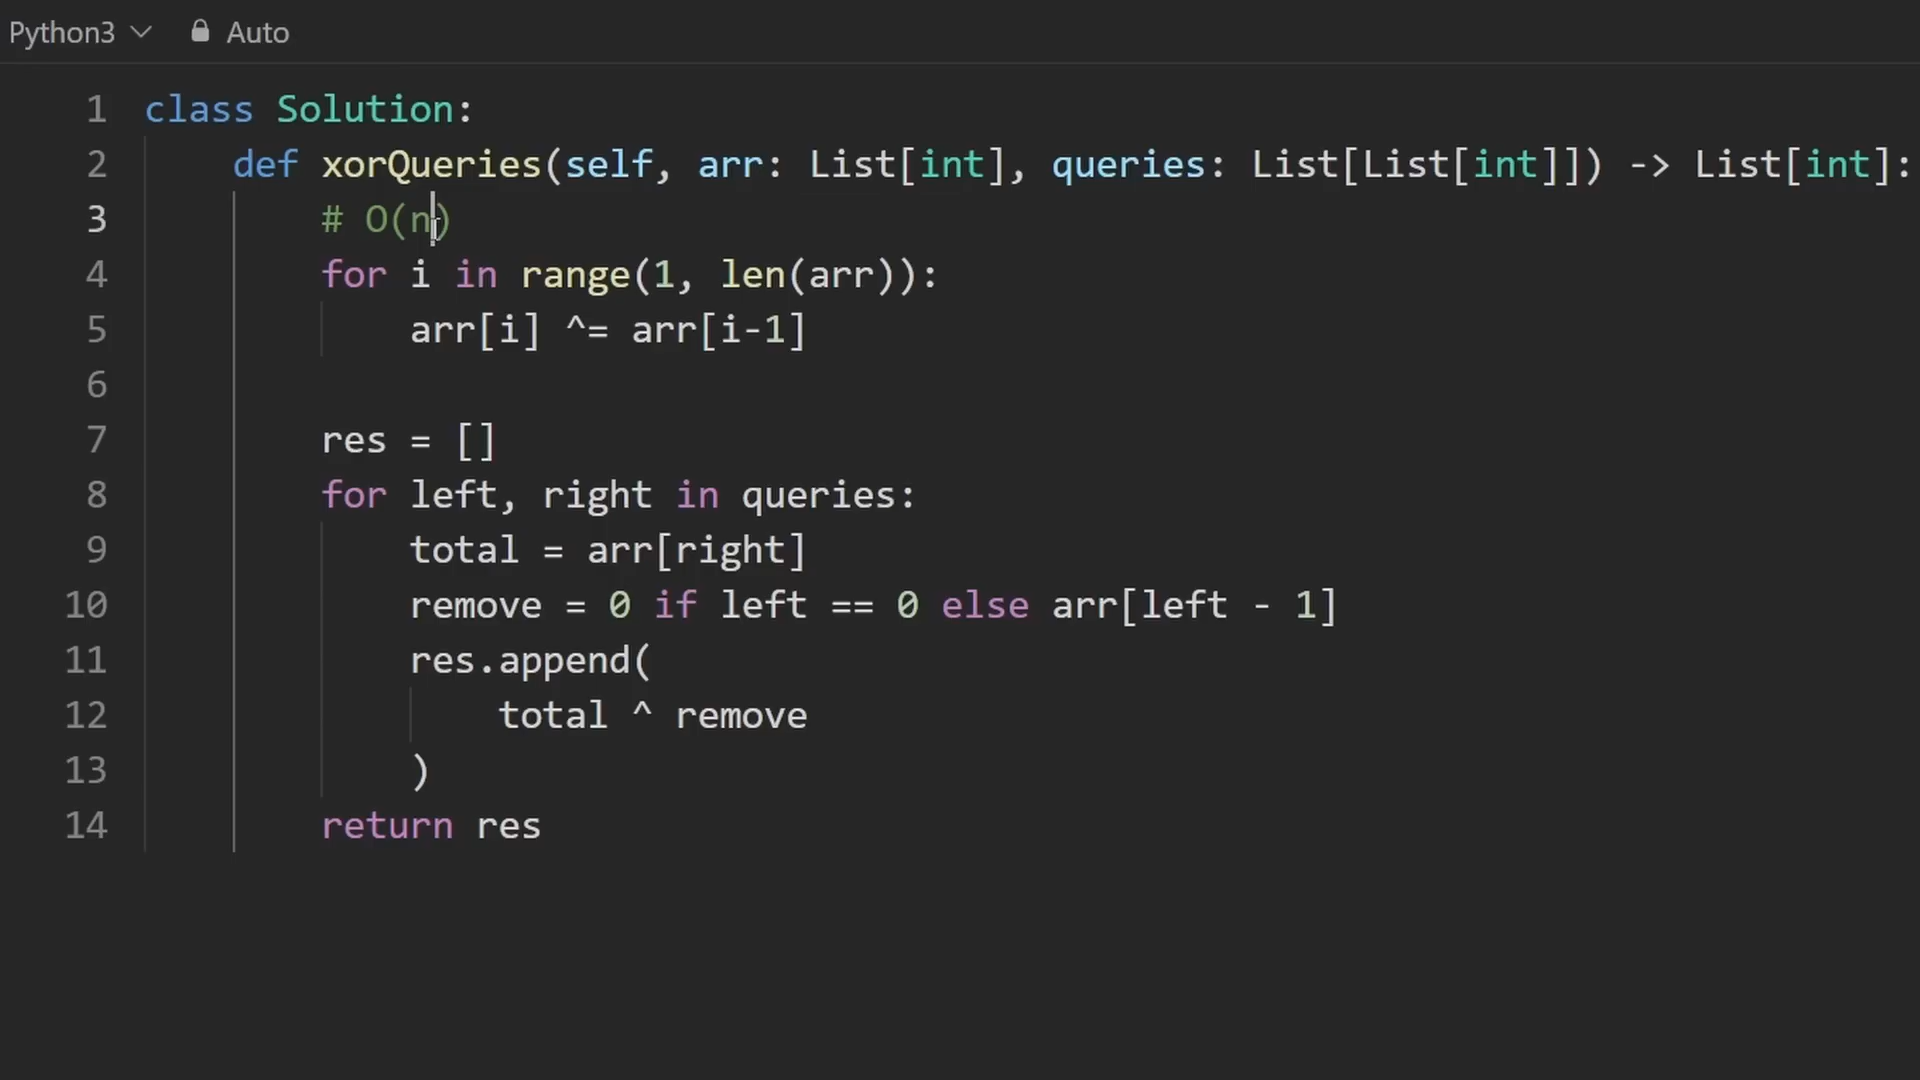 Python3 Auto
1 class Solution:
2 def xorQueries(self, arr: List[int], queries: List[List[int]]) -> List[int]:
3 # O(n)
4 for i in range(1, len(arr)):
5 arr[i] ^= arr[i-1]
6
7 res = []
8 for left, right in queries:
9 total = arr[right]
10 remove = 0 if left == 0 else arr[left - 1]
11 res.append(
12 total ^ remove
13 )
14 return res